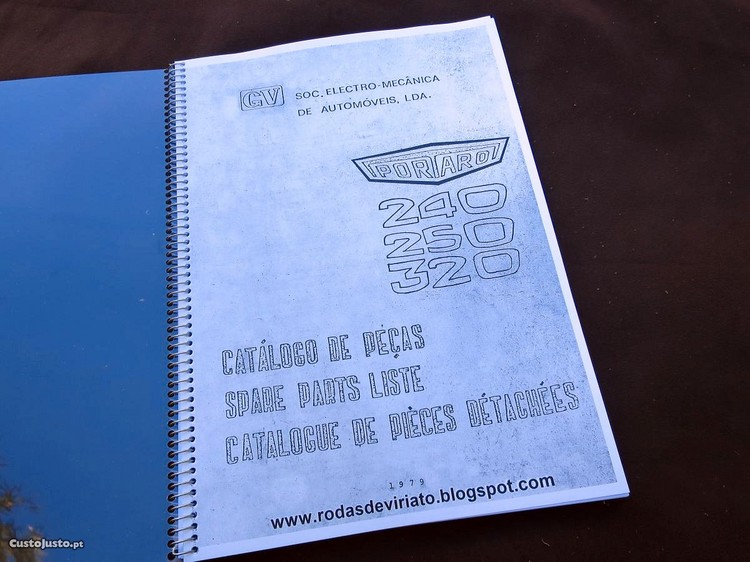 GV
SOC. ELECTRO-MECÂNICA
DE AUTOMÓVEIS, LDA.
PORTARO
240
250
320
CATÁLOGO DE PEÇAS
SPARE PARTS LISTE
CATALOGUE DE PIÈCES DÉTACHÉES
1979
www.rodasdeviriato.blogspot.com
CustoJusto.pt